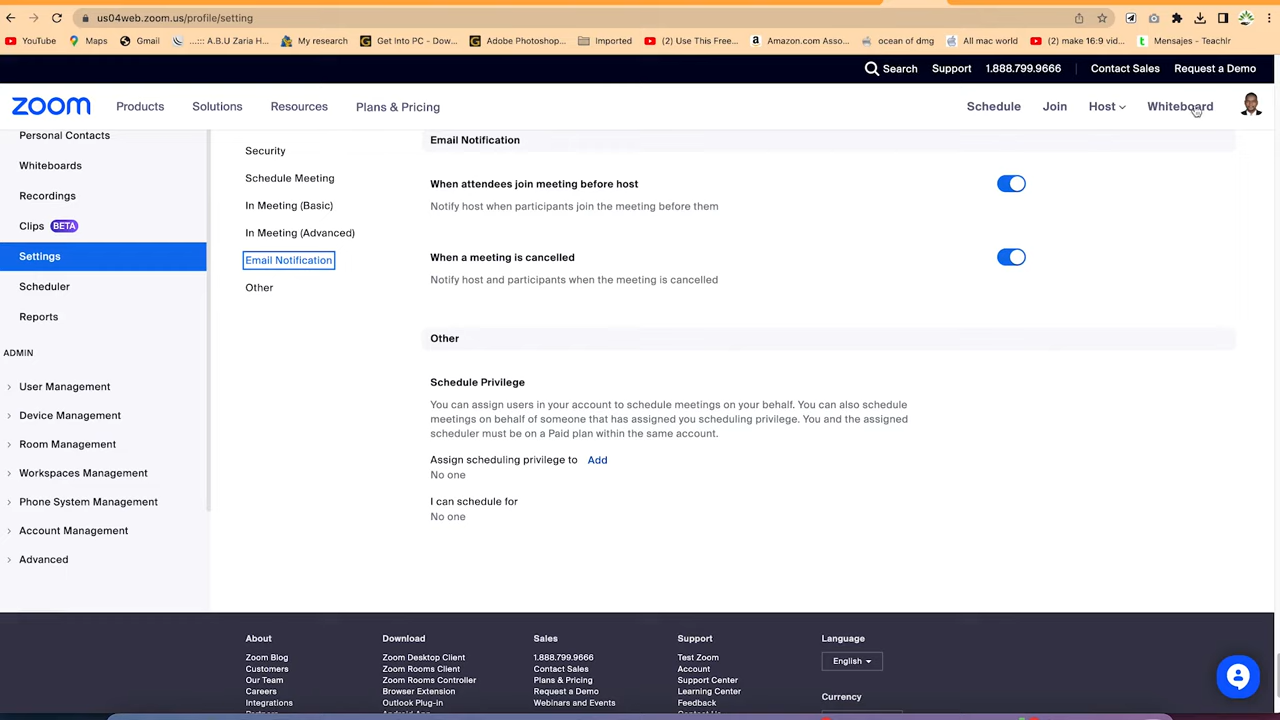 us04web.zoom.us/profile/setting
YouTube Maps Gmail ...::: A.B.U Zaria H... My research Get Into PC - Dow... Adobe Photoshop... Imported (2) Use This Free... Amazon.com Asso... ocean of dmg All mac world (2) make 16:9 vid... Mensajes - Teachlr
Search Support 1.888.799.9666 Contact Sales Request a Demo
zoom Products Solutions Resources Plans & Pricing Schedule Join Host Whiteboard
Personal Contacts
Whiteboards
Recordings
Clips BETA
Settings
Scheduler
Reports
ADMIN
User Management
Device Management
Room Management
Workspaces Management
Phone System Management
Account Management
Advanced
Security
Schedule Meeting
In Meeting (Basic)
In Meeting (Advanced)
Email Notification
Other
Email Notification
When attendees join meeting before host
Notify host when participants join the meeting before them
When a meeting is cancelled
Notify host and participants when the meeting is cancelled
Other
Schedule Privilege
You can assign users in your account to schedule meetings on your behalf. You can also schedule
meetings on behalf of someone that has assigned you scheduling privilege. You and the assigned
scheduler must be on a Paid plan within the same account.
Assign scheduling privilege to Add
No one
I can schedule for
No one
About
Zoom Blog
Customers
Our Team
Careers
Integrations
Download
Zoom Desktop Client
Zoom Rooms Client
Zoom Rooms Controller
Browser Extension
Outlook Plug-in
Sales
1.888.799.9666
Contact Sales
Plans & Pricing
Request a Demo
Webinars and Events
Support
Test Zoom
Account
Support Center
Learning Center
Feedback
Language
English
Currency